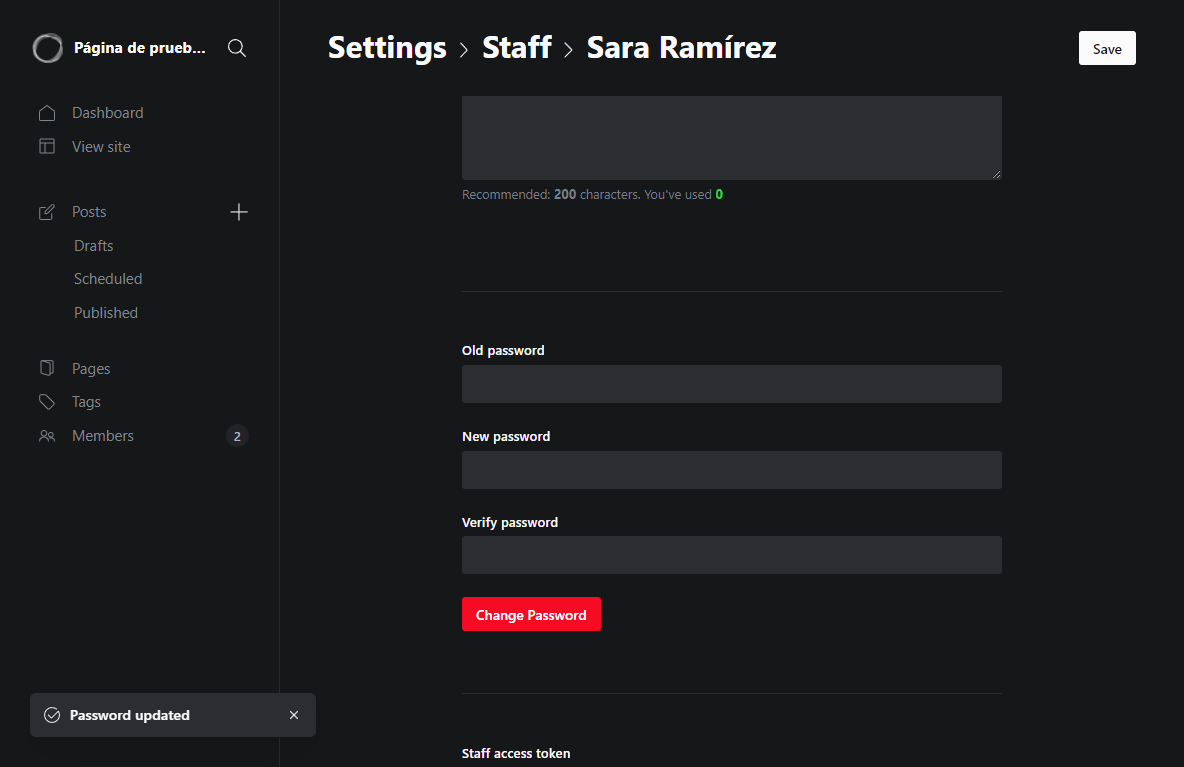 Página de prueb...
Settings > Staff > Sara Ramírez
Save
Dashboard
View site
Posts
Drafts
Scheduled
Published
Pages
Tags
Members
2
Recommended: 200 characters. You've used 0
Old password
New password
Verify password
Change Password
Staff access token
Password updated